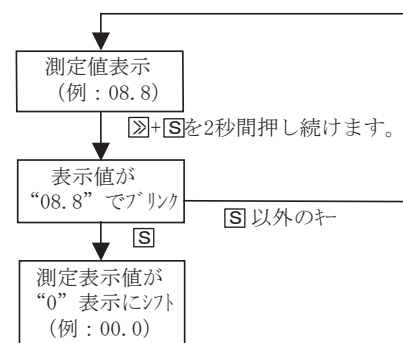 測定値表示
(例:08.8)
≫+Sを2秒間押し続けます。
表示値が
“08.8”でブリンク
S以外のキー
S
測定表示値が
“0”表示にシフト
(例:00.0)